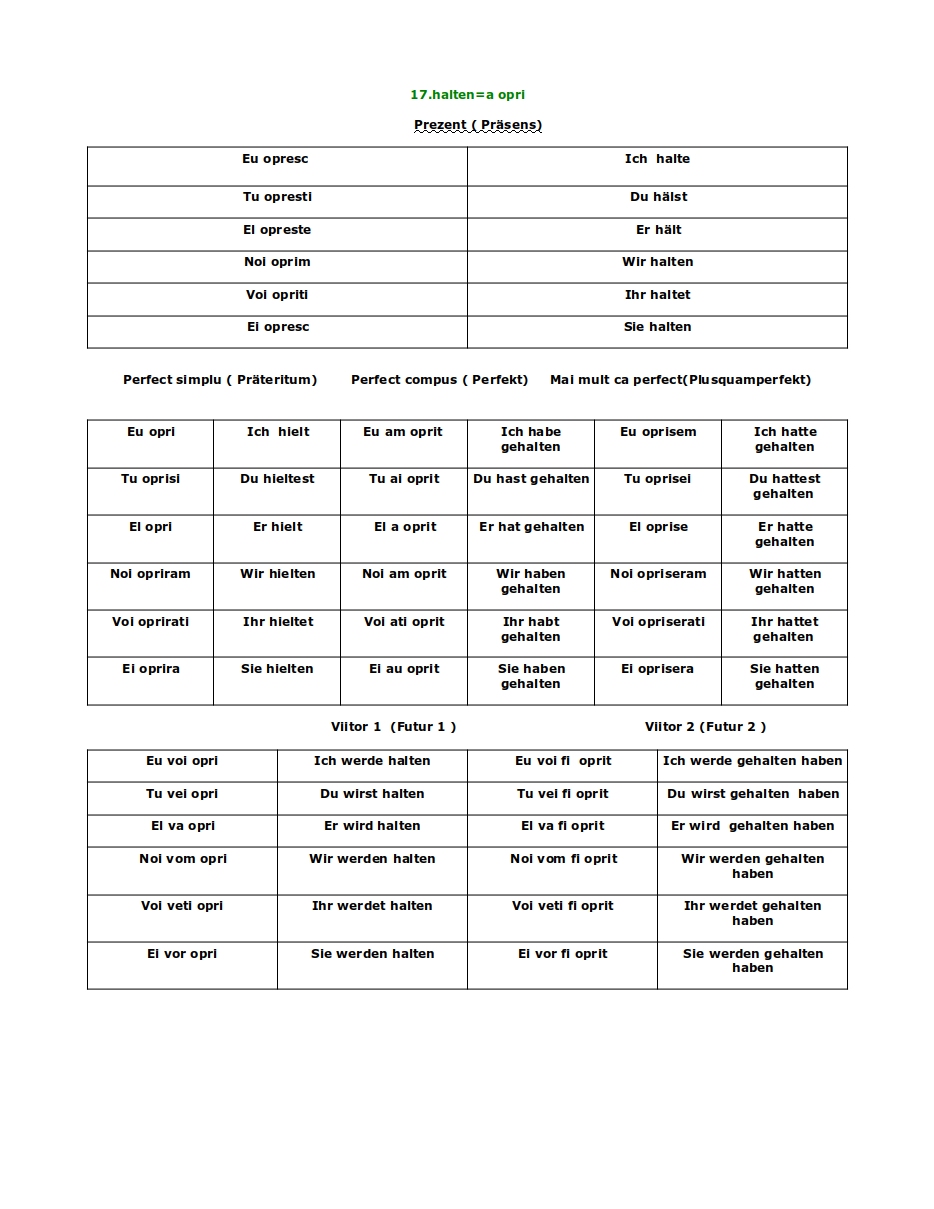 17.halten=a opri
Prezent ( Präsens)
Eu opresc Ich halte
Tu opresti Du hälst
El opreste Er hält
Noi oprim Wir halten
Voi opriti Ihr haltet
Ei opresc Sie halten
Perfect simplu ( Präteritum) Perfect compus ( Perfekt) Mai mult ca perfect(Plusquamperfekt)
Eu opri Ich hielt Eu am oprit Ich habe gehalten Eu oprisem Ich hatte gehalten
Tu oprisi Du hieltest Tu ai oprit Du hast gehalten Tu oprisei Du hattest gehalten
El opri Er hielt El a oprit Er hat gehalten El oprise Er hatte gehalten
Noi opriram Wir hielten Noi am oprit Wir haben gehalten Noi opriseram Wir hatten gehalten
Voi oprirati Ihr hieltet Voi ati oprit Ihr habt gehalten Voi opriserati Ihr hattet gehalten
Ei oprira Sie hielten Ei au oprit Sie haben gehalten Ei oprisera Sie hatten gehalten
Viitor 1 (Futur 1 ) Viitor 2 (Futur 2 )
Eu voi opri Ich werde halten Eu voi fi oprit Ich werde gehalten haben
Tu vei opri Du wirst halten Tu vei fi oprit Du wirst gehalten haben
El va opri Er wird halten El va fi oprit Er wird gehalten haben
Noi vom opri Wir werden halten Noi vom fi oprit Wir werden gehalten haben
Voi veti opri Ihr werdet halten Voi veti fi oprit Ihr werdet gehalten haben
Ei vor opri Sie werden halten Ei vor fi oprit Sie werden gehalten haben